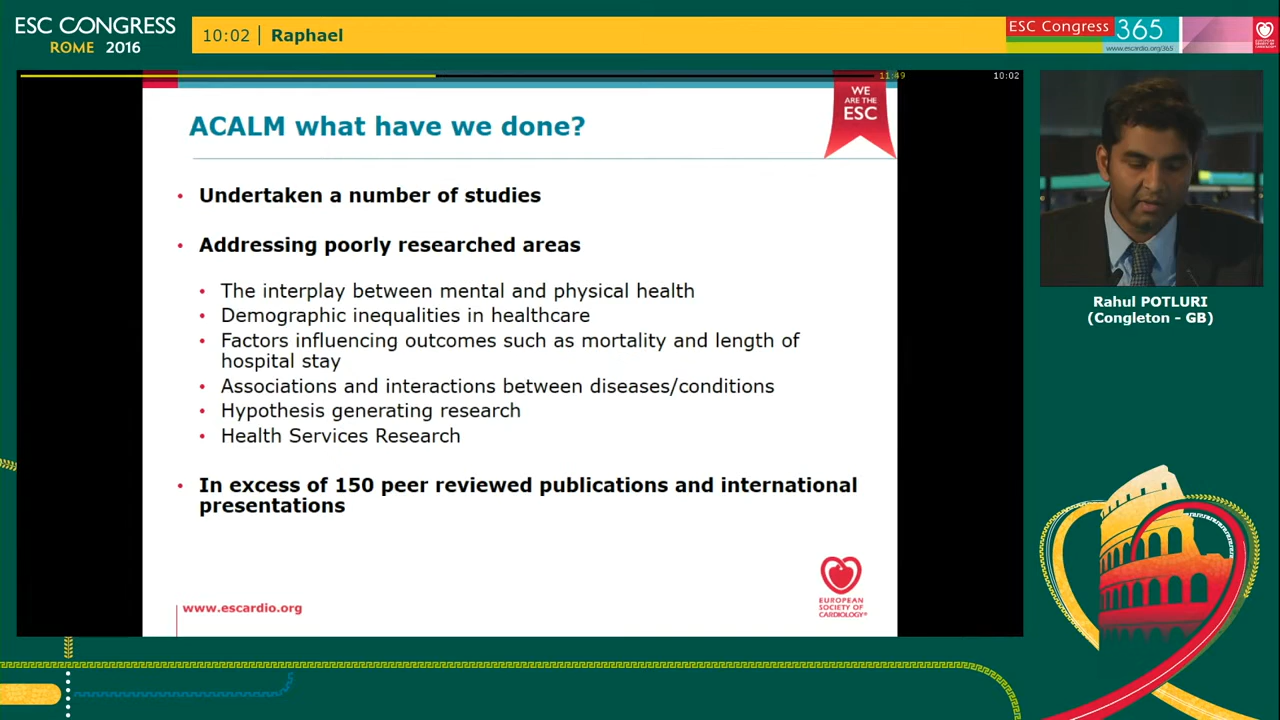 ESC CONGRESS
ROME 2016
10:02 | Raphael
ESC Congress 365
www.escardio.org/365
11:49
10:02
WE
ARE THE
ESC
ACALM what have we done?
• Undertaken a number of studies
• Addressing poorly researched areas
• The interplay between mental and physical health
• Demographic inequalities in healthcare
• Factors influencing outcomes such as mortality and length of
hospital stay
• Associations and interactions between diseases/conditions
• Hypothesis generating research
• Health Services Research
• In excess of 150 peer reviewed publications and international
presentations
www.escardio.org
EUROPEAN
SOCIETY OF
CARDIOLOGY®
Rahul POTLURI
(Congleton - GB)